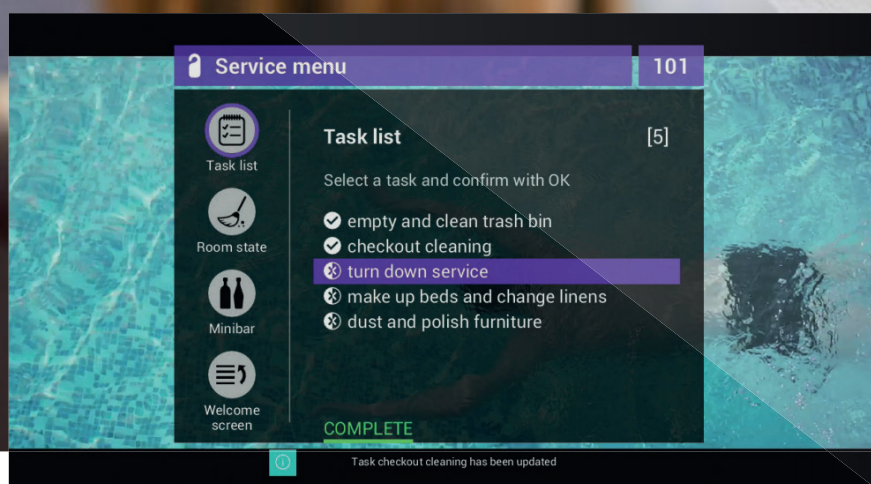 Service menu
101
Task list
Room state
Minibar
Welcome
screen
Task list
[5]
Select a task and confirm with OK
empty and clean trash bin
checkout cleaning
turn down service
make up beds and change linens
dust and polish furniture
COMPLETE
Task checkout cleaning has been updated